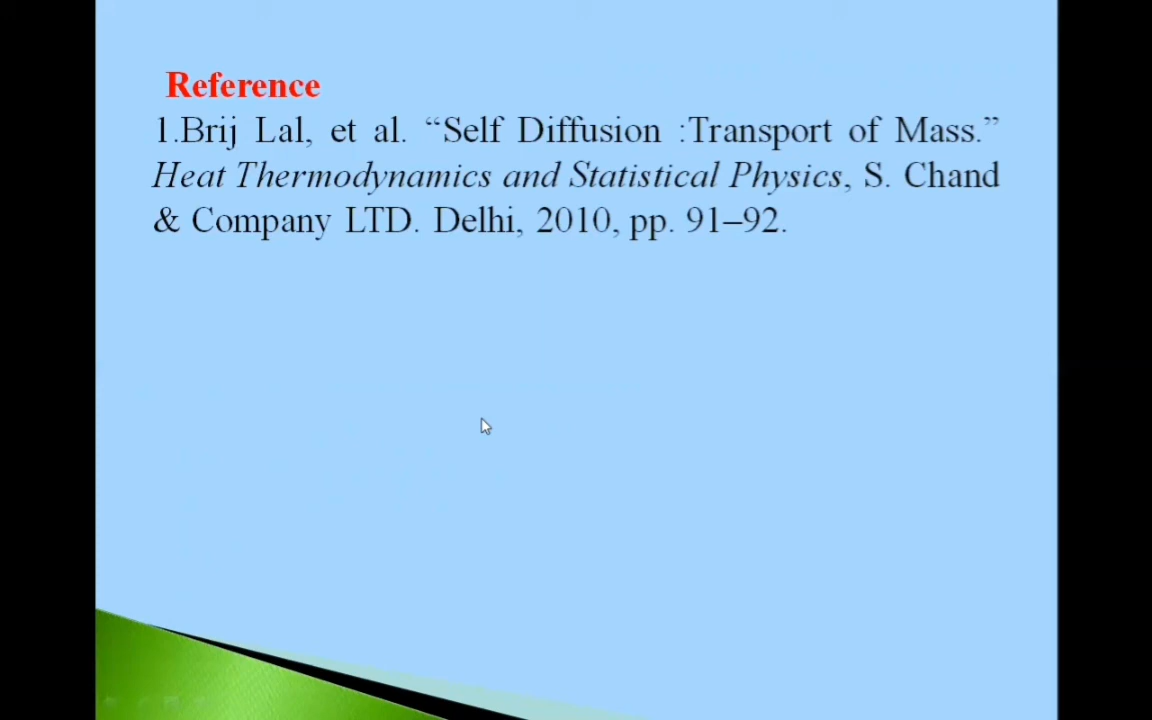 Reference
1.Brij Lal, et al. “Self Diffusion :Transport of Mass.”
Heat Thermodynamics and Statistical Physics, S. Chand
& Company LTD. Delhi, 2010, pp. 91–92.